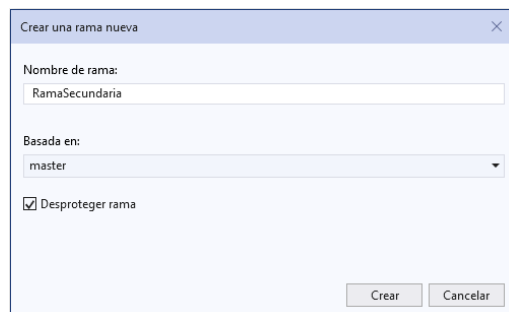 Crear una rama nueva
Nombre de rama:
RamaSecundaria
Basada en:
master
Desproteger rama
Crear
Cancelar